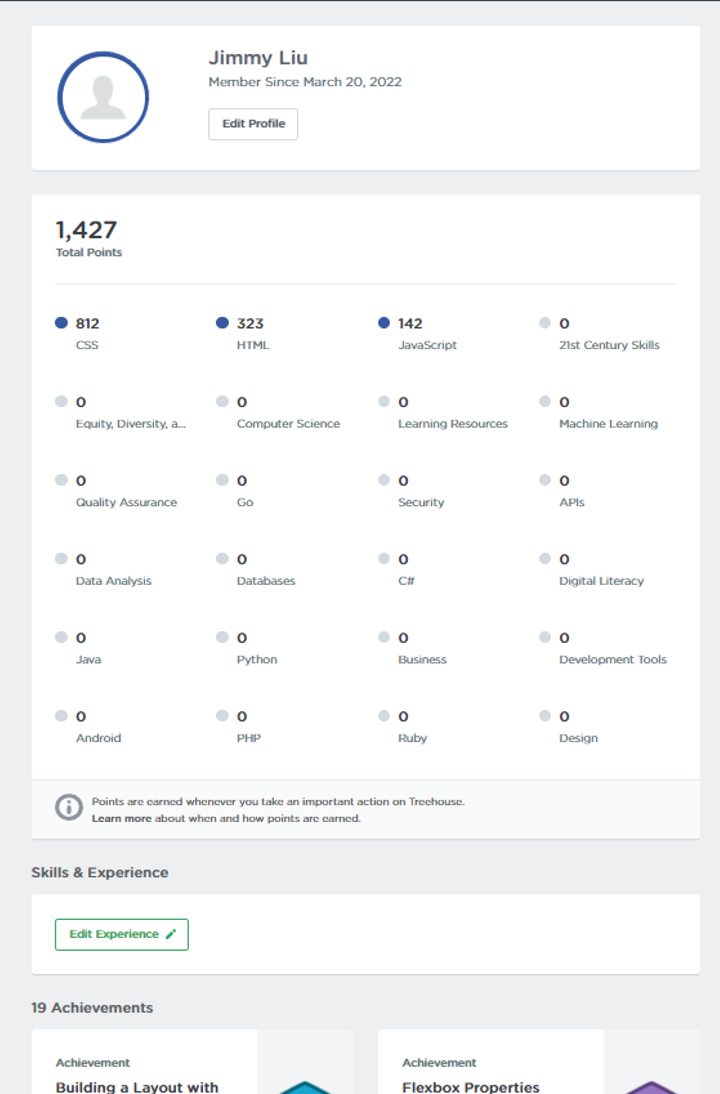 Jimmy Liu
Member Since March 20, 2022
Edit Profile
1,427
Total Points
812
CSS
323
HTML
142
JavaScript
0
21st Century Skills
0
Equity, Diversity, a...
0
Computer Science
0
Learning Resources
0
Machine Learning
0
Quality Assurance
0
Go
0
Security
0
APIs
0
Data Analysis
0
Databases
0
C#
0
Digital Literacy
0
Java
0
Python
0
Business
0
Development Tools
0
Android
0
PHP
0
Ruby
0
Design
Points are earned whenever you take an important action on Treehouse.
Learn more about when and how points are earned.
Skills & Experience
Edit Experience
19 Achievements
Achievement
Building a Layout with
Achievement
Flexbox Properties